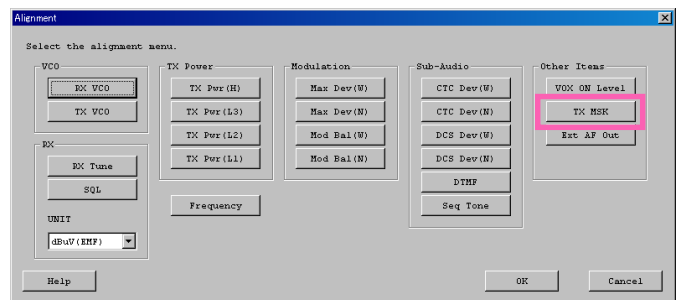 Alignment
Select the alignment menu.
VCO
RX VCO
TX VCO
RX
RX Tune
SQL
UNIT
dBuV(EMF)
TX Power
TX Pwr(H)
TX Pwr(L3)
TX Pwr(L2)
TX Pwr(L1)
Frequency
Modulation
Max Dev(W)
Max Dev(N)
Mod Bal(W)
Mod Bal(N)
Sub-Audio
CTC Dev(W)
CTC Dev(N)
DCS Dev(W)
DCS Dev(N)
DTMF
Seq Tone
Other Items
VOX ON Level
TX MSK
Ext AF Out
Help
OK
Cancel